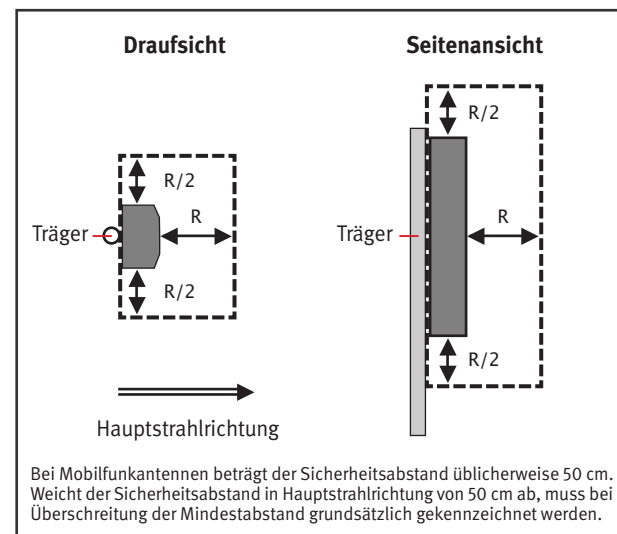 Draufsicht
R/2
Träger
R
R/2
Hauptstrahlrichtung
Seitenansicht
R/2
Träger
R
R/2
Bei Mobilfunkantennen beträgt der Sicherheitsabstand üblicherweise 50 cm.
Weicht der Sicherheitsabstand in Hauptstrahlrichtung von 50 cm ab, muss bei
Überschreitung der Mindestabstand grundsätzlich gekennzeichnet werden.